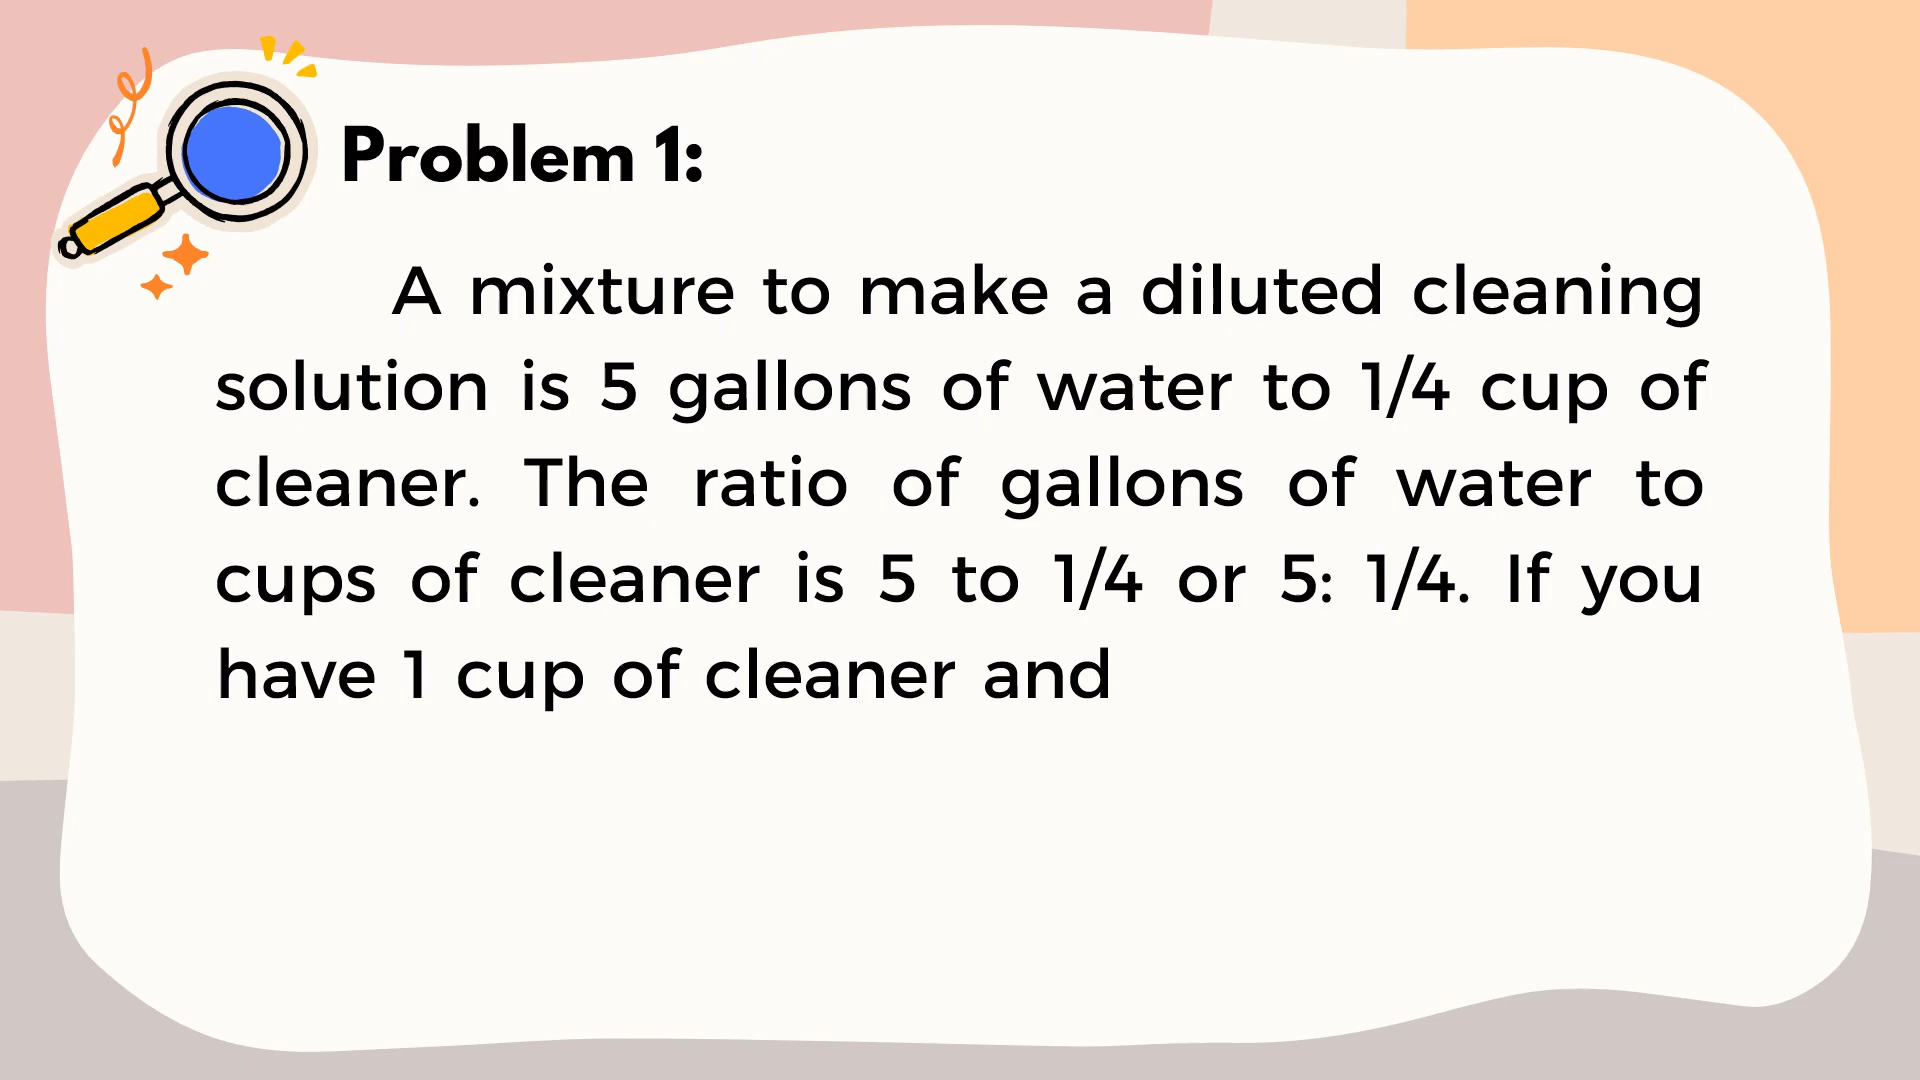 Problem 1:
A mixture to make a diluted cleaning
solution is 5 gallons of water to 1/4 cup of
cleaner. The ratio of gallons of water to
cups of cleaner is 5 to 1/4 or 5: 1/4. If you
have 1 cup of cleaner and